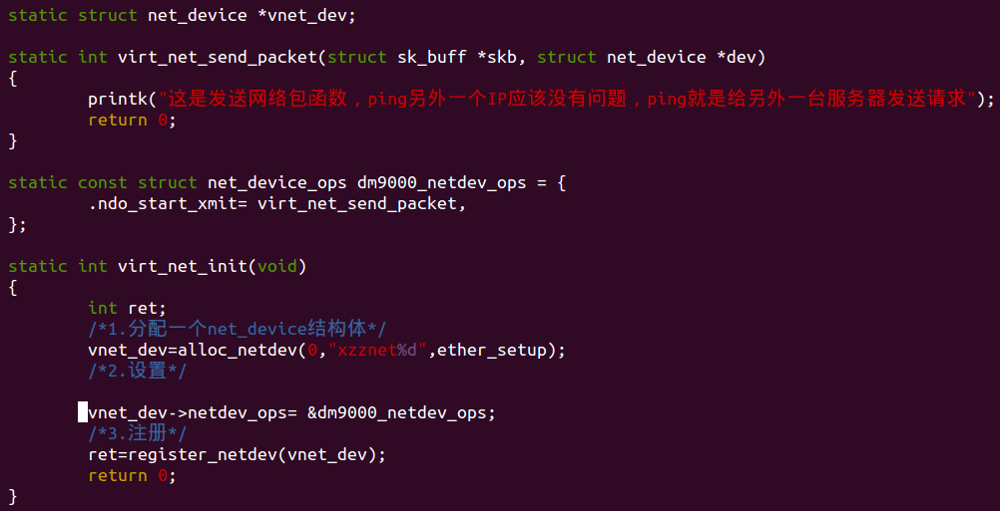 static struct net_device *vnet_dev;
static int virt_net_send_packet(struct sk_buff *skb, struct net_device *dev)
{
printk("这是发送网络包函数，ping另外一个IP应该没有问题，ping就是给另外一台服务器发送请求");
return 0;
}
static const struct net_device_ops dm9000_netdev_ops = {
.ndo_start_xmit= virt_net_send_packet,
};
static int virt_net_init(void)
{
int ret;
/*1.分配一个net_device结构体*/
vnet_dev=alloc_netdev(0,"xzznet%d",ether_setup);
/*2.设置*/
vnet_dev->netdev_ops= &dm9000_netdev_ops;
/*3.注册*/
ret=register_netdev(vnet_dev);
return 0;
}